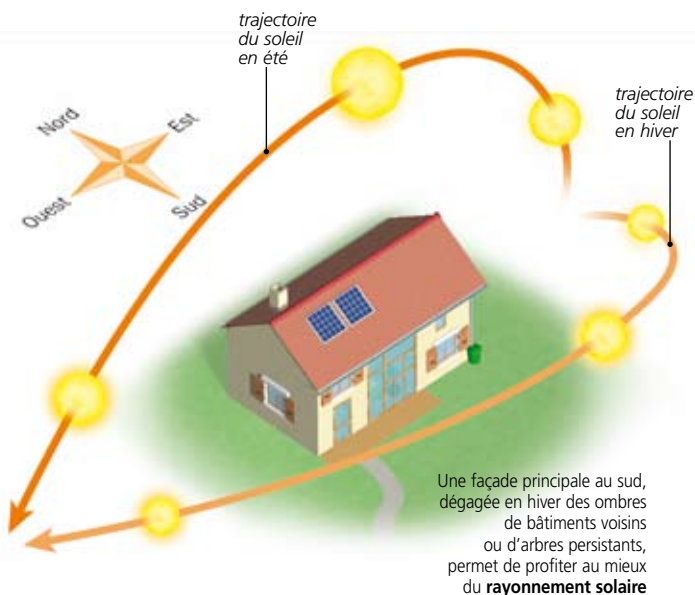 trajectoire
du soleil
en été
trajectoire
du soleil
en hiver
Nord
Est
Ouest
Sud
Une façade principale au sud,
dégagée en hiver des ombres
de bâtiments voisins
ou d'arbres persistants,
permet de profiter au mieux
du rayonnement solaire